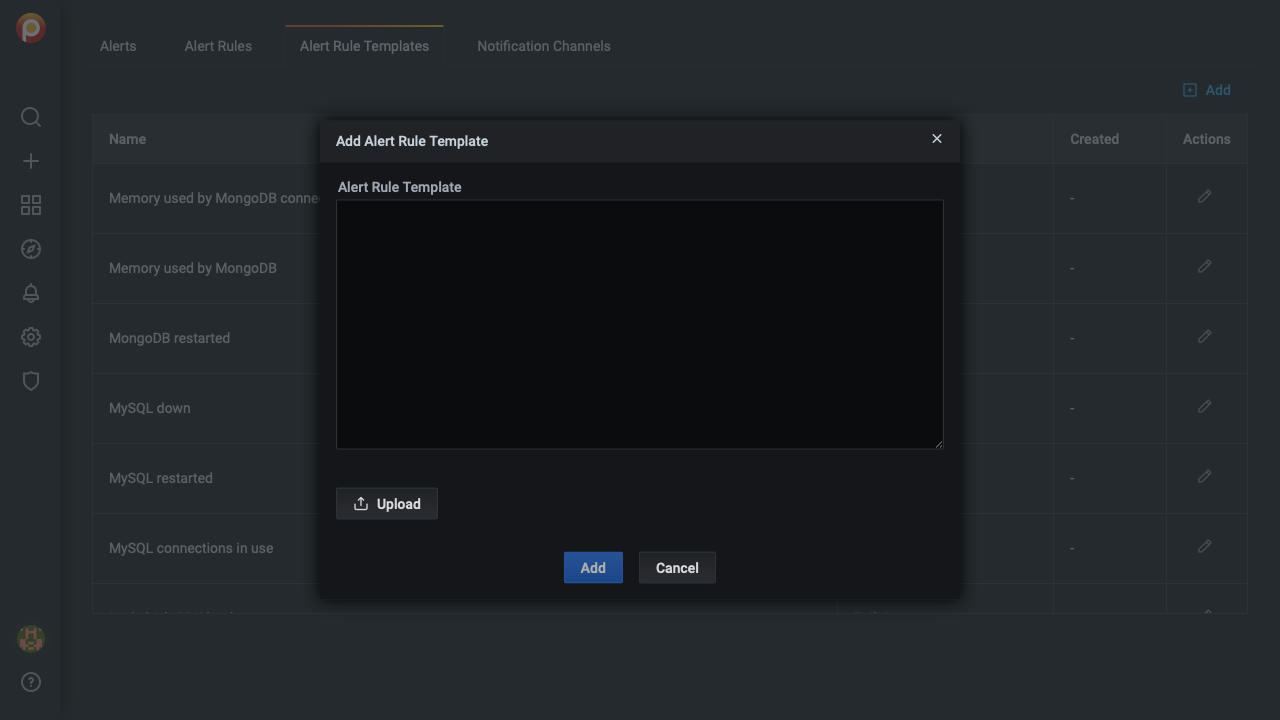 Alerts
Alert Rules
Alert Rule Templates
Notification Channels
Add
Name
Created
Actions
Add Alert Rule Template
Alert Rule Template
Memory used by MongoDB conne
-
Memory used by MongoDB
-
MongoDB restarted
-
MySQL down
-
MySQL restarted
-
Upload
MySQL connections in use
-
Add
Cancel